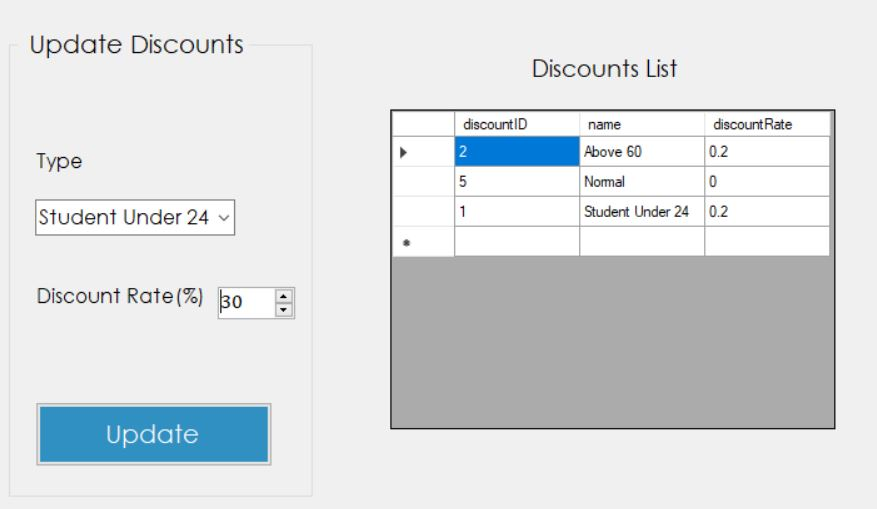 Update Discounts
Type
Student Under 24
Discount Rate(%) 30
Update
Discounts List
discountID name discountRate
2 Above 60 0.2
5 Normal 0
1 Student Under 24 0.2